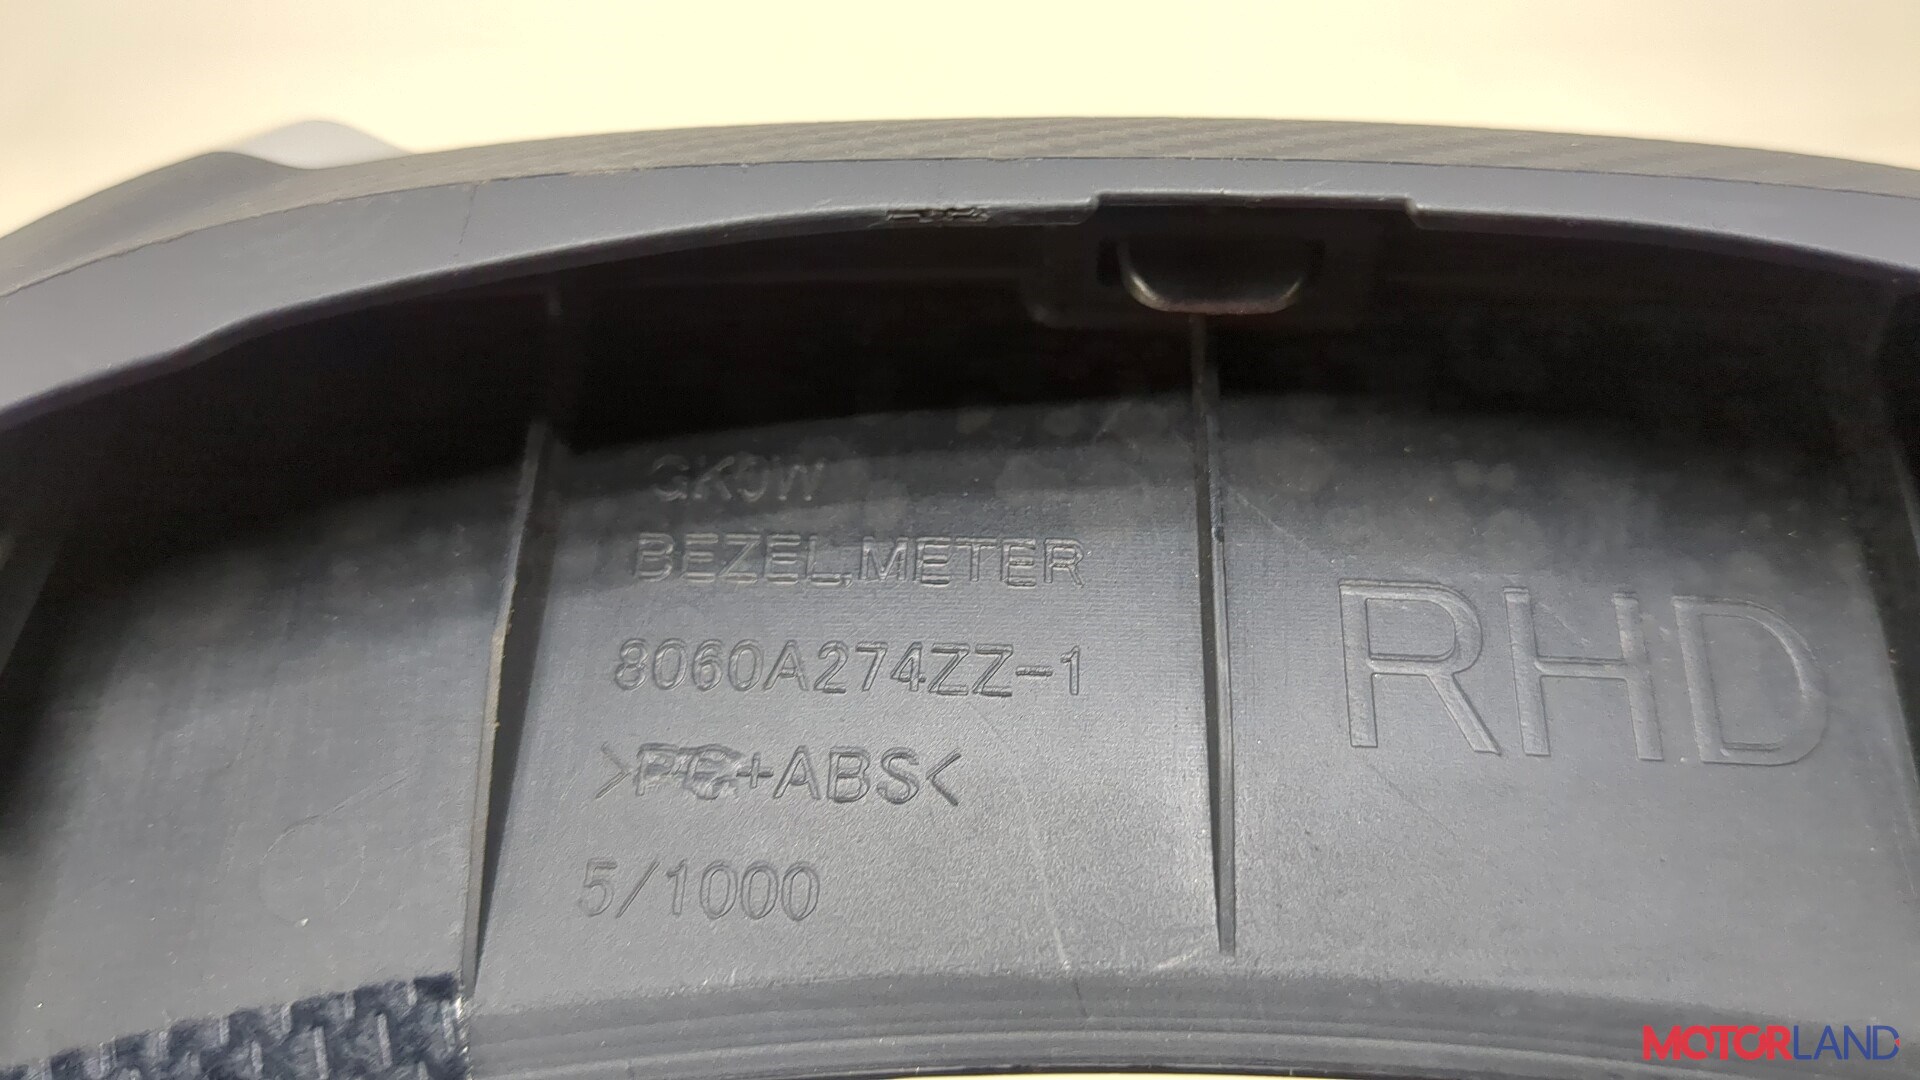 GK0W
BEZEL,METER
8060A274ZZ-1
>PC+ABS<
5/1000
RHD
MOTORLAND